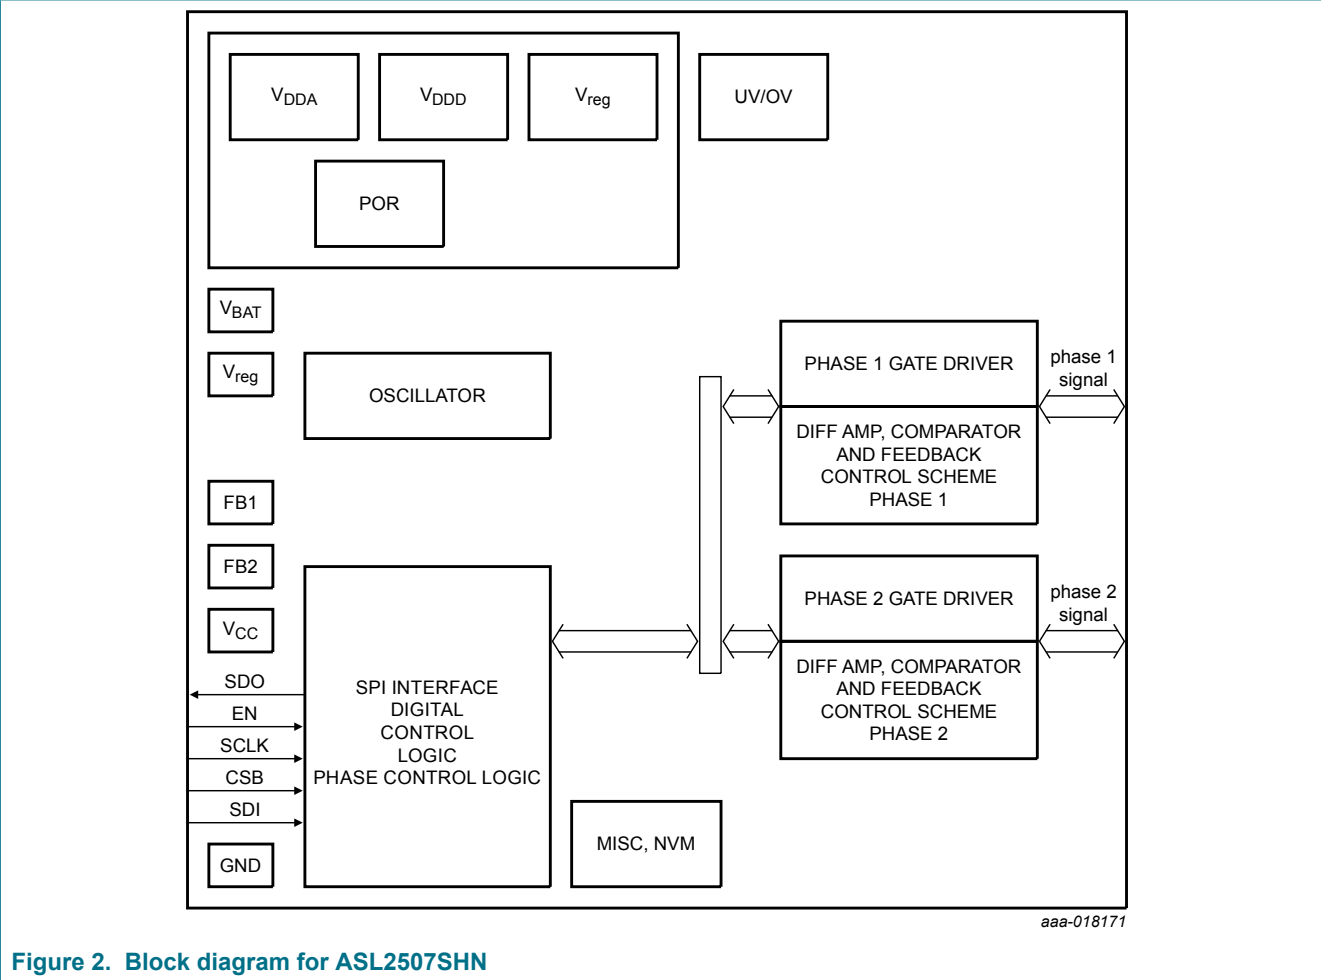 VDDA
VDDD
Vreg
UV/OV
POR
VBAT
Vreg
OSCILLATOR
PHASE 1 GATE DRIVER
phase 1
signal
DIFF AMP, COMPARATOR
AND FEEDBACK
CONTROL SCHEME
PHASE 1
FB1
FB2
VCC
PHASE 2 GATE DRIVER
phase 2
signal
DIFF AMP, COMPARATOR
AND FEEDBACK
CONTROL SCHEME
PHASE 2
SDO
EN
SCLK
CSB
SDI
SPI INTERFACE
DIGITAL
CONTROL
LOGIC
PHASE CONTROL LOGIC
MISC, NVM
GND
aaa-018171
Figure 2. Block diagram for ASL2507SHN